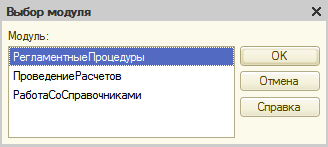 Выбор модуля
Модуль:
РегламентныеПроцедуры
ПроведениеРасчетов
РаботаСоСправочниками
OK
Отмена
Справка